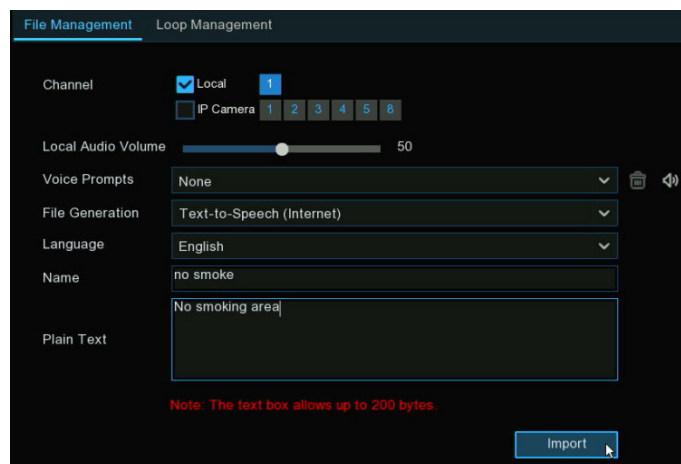 File Management Loop Management
Channel Local 1
IP Camera 1 2 3 4 5 8
Local Audio Volume 50
Voice Prompts None
File Generation Text-to-Speech (Internet)
Language English
Name no smoke
No smoking area
Plain Text
Note: The text box allows up to 200 bytes.
Import